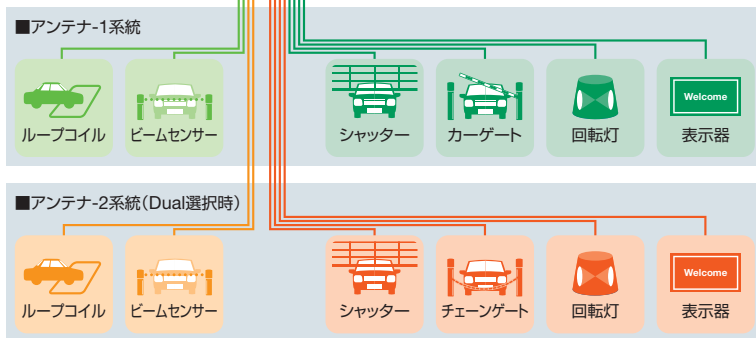 ■アンテナ-1系統
ループコイル ビームセンサー シャッター カーゲート 回転灯 Welcome 表示器
■アンテナ-2系統(Dual選択時)
ループコイル ビームセンサー シャッター チェーンゲート 回転灯 Welcome 表示器